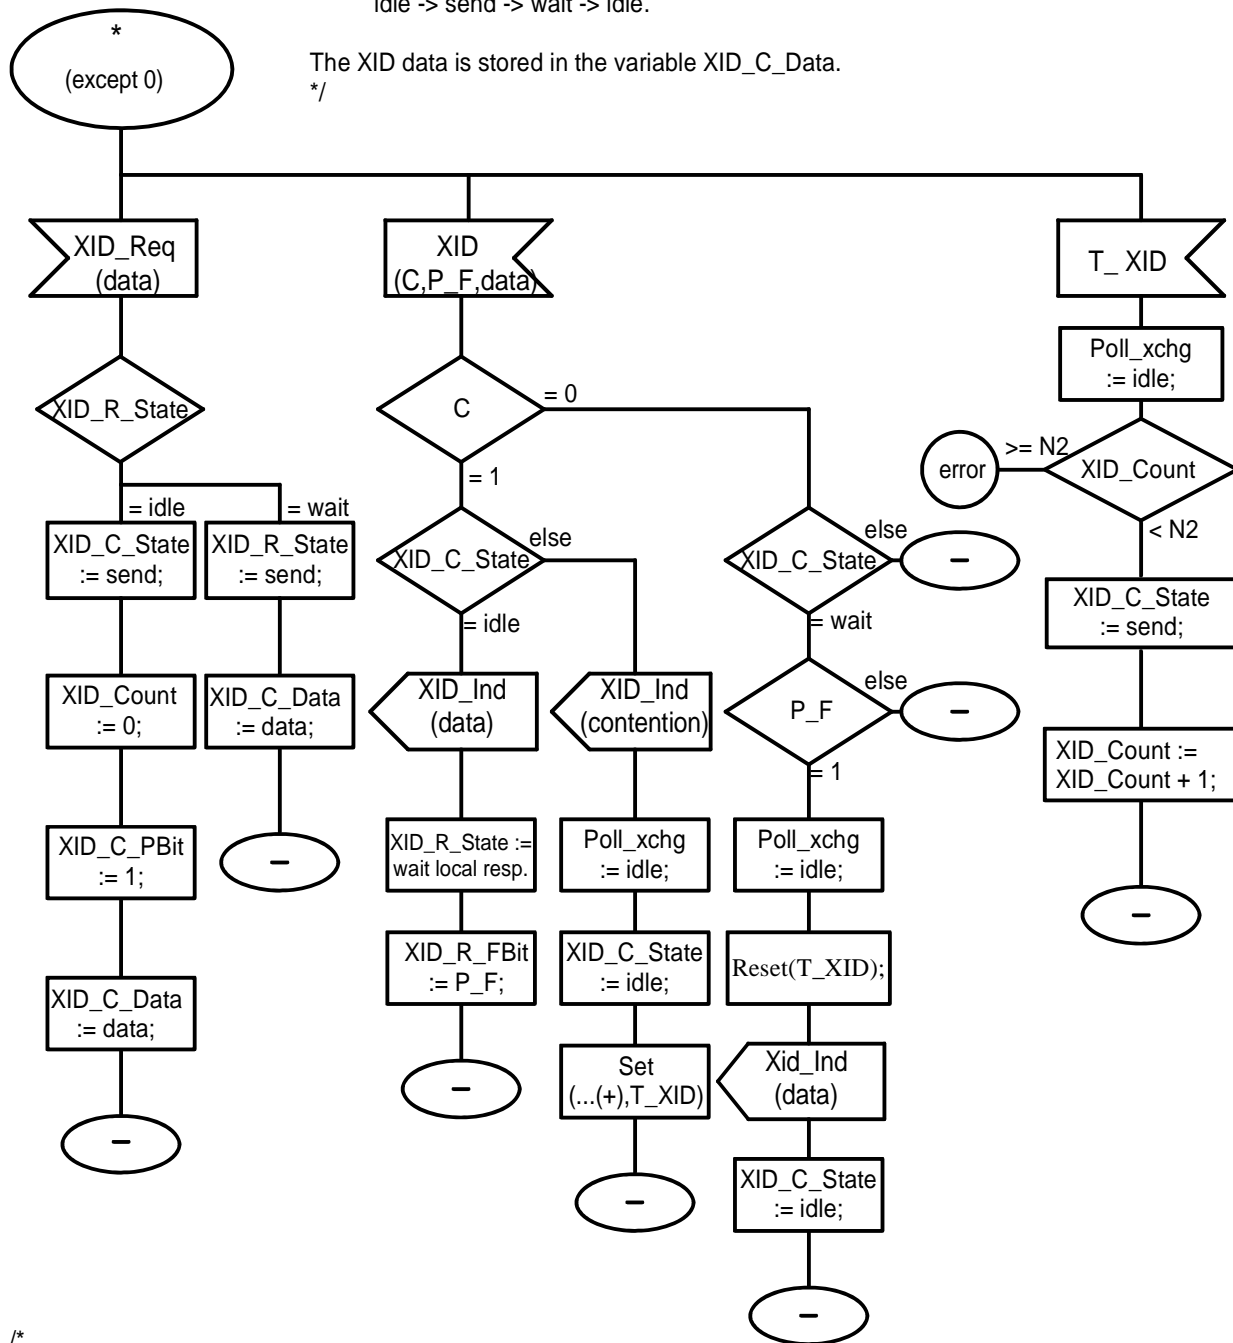 idle -> send -> wait -> idle.
*
(except 0)
The XID data is stored in the variable XID_C_Data.
*/
XID_Req
(data)
XID
(C,P_F,data)
T_ XID
Poll_xchg
:= idle;
XID_R_State
C
= 0
= 1
error
>= N2
XID_Count
< N2
= idle
= wait
XID_C_State
:= send;
XID_R_State
:= send;
XID_C_State
else
= idle
XID_C_State
else
–
= wait
XID_C_State
:= send;
XID_Count
:= 0;
XID_C_Data
:= data;
XID_Ind
(data)
XID_Ind
(contention)
P_F
else
–
= 1
XID_Count :=
XID_Count + 1;
XID_C_PBit
:= 1;
–
XID_R_State :=
wait local resp.
Poll_xchg
:= idle;
Poll_xchg
:= idle;
–
XID_C_Data
:= data;
XID_R_FBit
:= P_F;
XID_C_State
:= idle;
Reset(T_XID);
–
–
Set
(...(+),T_XID)
Xid_Ind
(data)
–
XID_C_State
:= idle;
–
/*